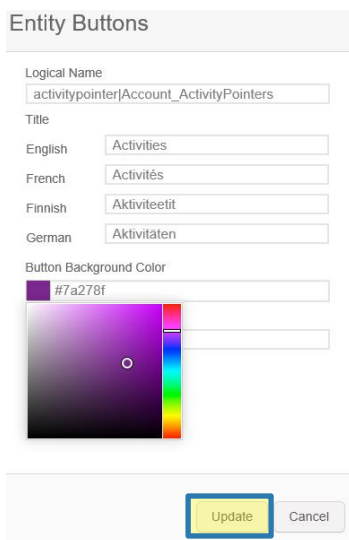 Entity Buttons
Logical Name
activitypointer|Account_ActivityPointers
Title
English Activities
French Activités
Finnish Aktiviteetit
German Aktivitäten
Button Background Color
#7a278f
Update Cancel